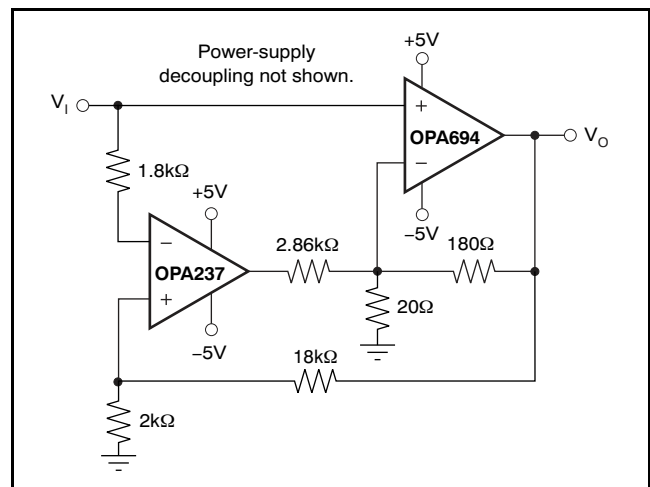 Power-supply
decoupling not shown.
+5V
V_I
+
OPA694
−
V_O
1.8kΩ
+5V
−5V
−
OPA237
+
2.86kΩ
180Ω
20Ω
−5V
18kΩ
2kΩ